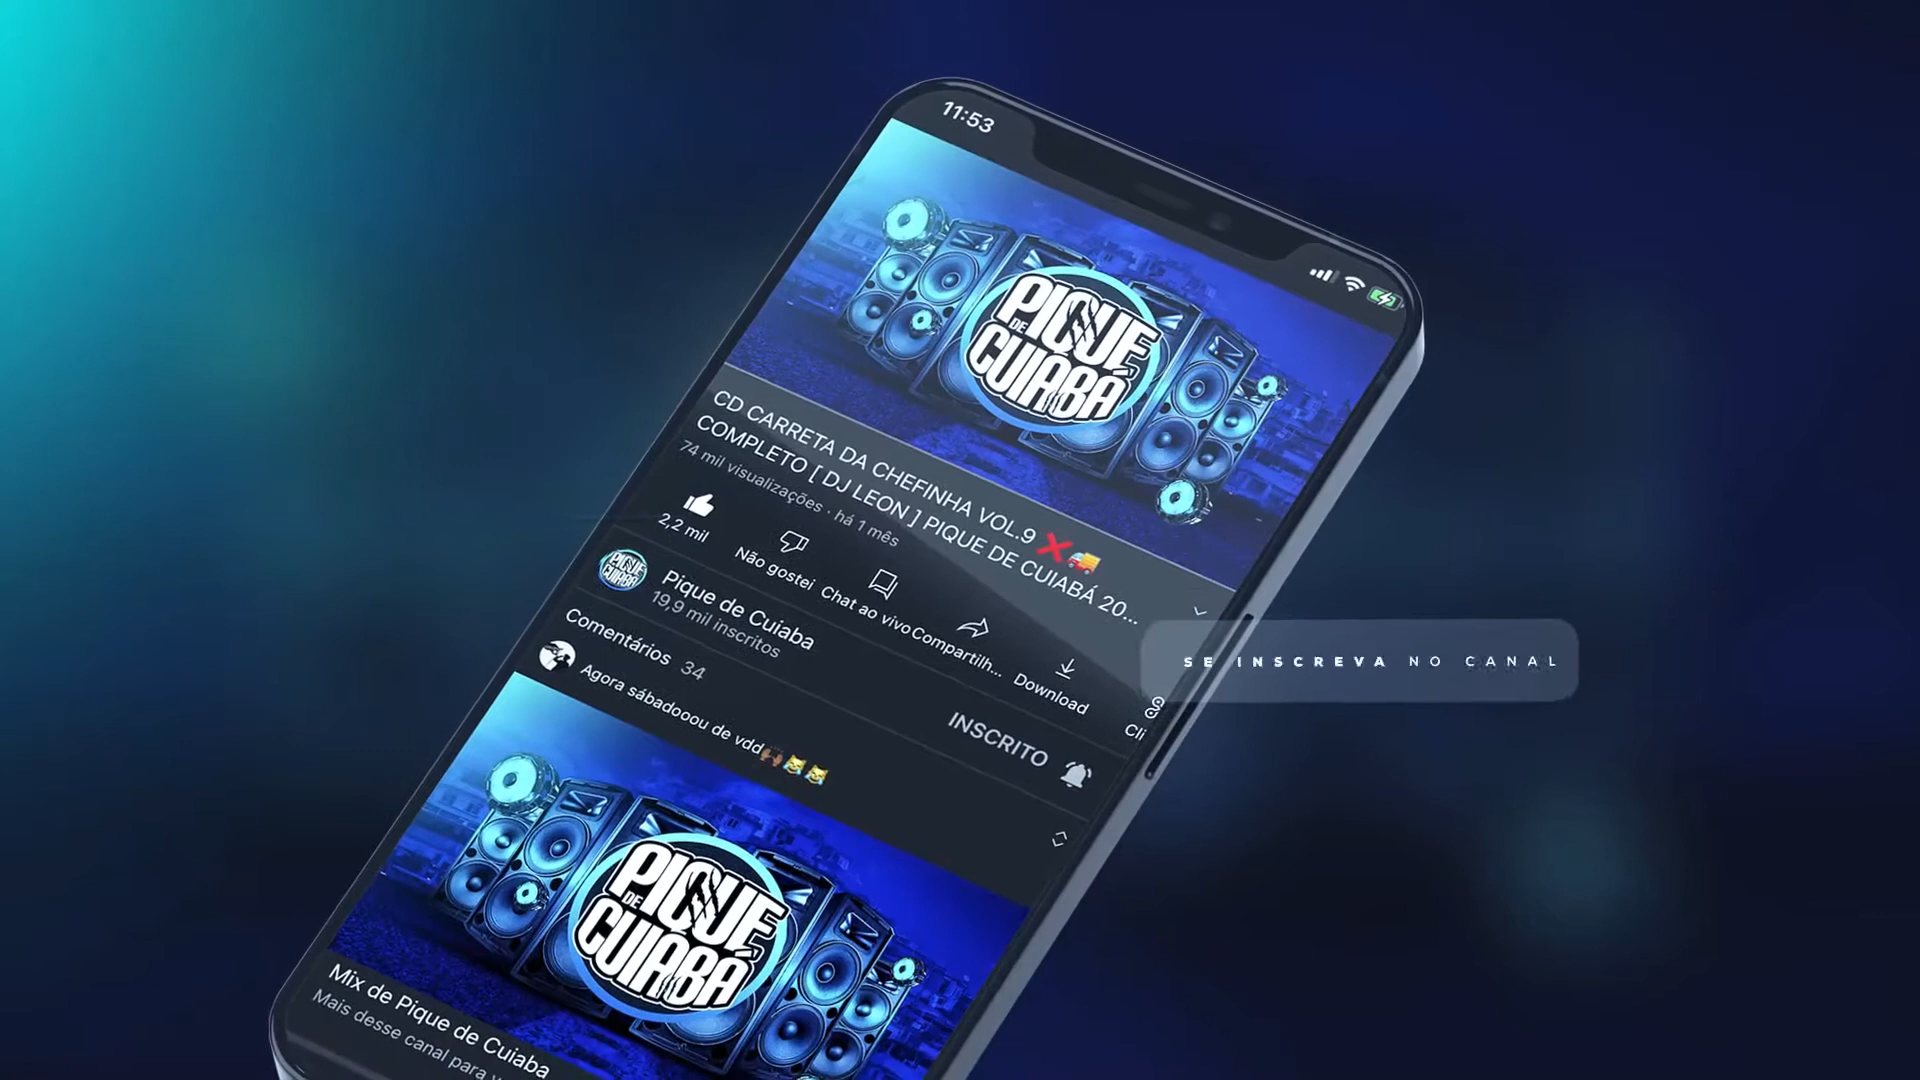 11:53
PIQUE
DE
CUIABÁ
CD CARRETA DA CHEFINHA VOL.9 ❌🚚
COMPLETO [ DJ LEON ] PIQUE DE CUIABÁ 20...
74 mil visualizações · há 1 mês
2,2 mil
Não gostei
Chat ao vivo
Compartilh...
Download
Cli
PIQUE
CUIABÁ
Pique de Cuiaba
19,9 mil inscritos
INSCRITO
SE INSCREVA NO CANAL
Comentários 34
Agora sábadooou de vdd🙌🏾😹😹
PIQUE
DE
CUIABÁ
Mix de Pique de Cuiaba
Mais desse canal para